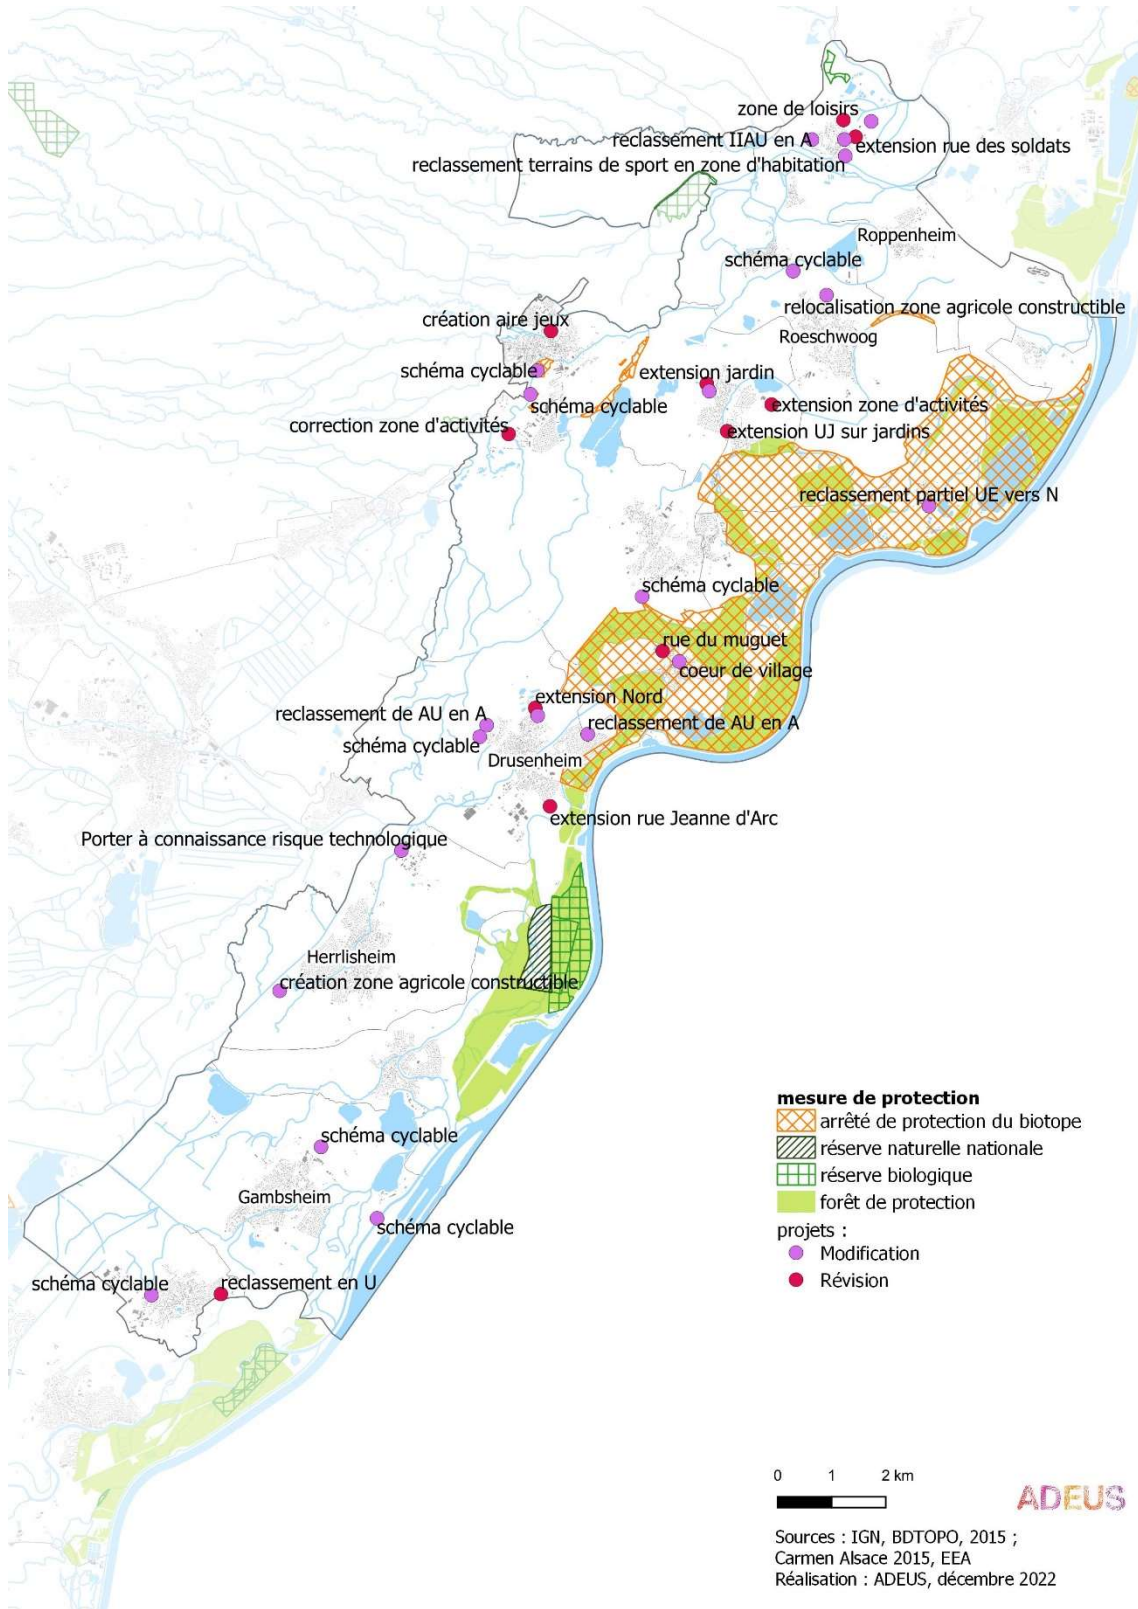 zone de loisirs
reclassement IIAU en A
extension rue des soldats
reclassement terrains de sport en zone d'habitation
Roppenheim
schéma cyclable
relocalisation zone agricole constructible
création aire jeux
Roeschwoog
schéma cyclable
extension jardin
schéma cyclable
extension zone d'activités
correction zone d'activités
extension UJ sur jardins
reclassement partiel UE vers N
schéma cyclable
rue du muguet
coeur de village
extension Nord
reclassement de AU en A
reclassement de AU en A
schéma cyclable
Drusenheim
extension rue Jeanne d'Arc
Porter à connaissance risque technologique
Herrlisheim
création zone agricole constructible
schéma cyclable
Gambsheim
schéma cyclable
schéma cyclable
reclassement en U
mesure de protection
arrêté de protection du biotope
réserve naturelle nationale
réserve biologique
forêt de protection
projets :
Modification
Révision
0 1 2 km
ADEUS
Sources : IGN, BDTOPO, 2015 ;
Carmen Alsace 2015, EEA
Réalisation : ADEUS, décembre 2022